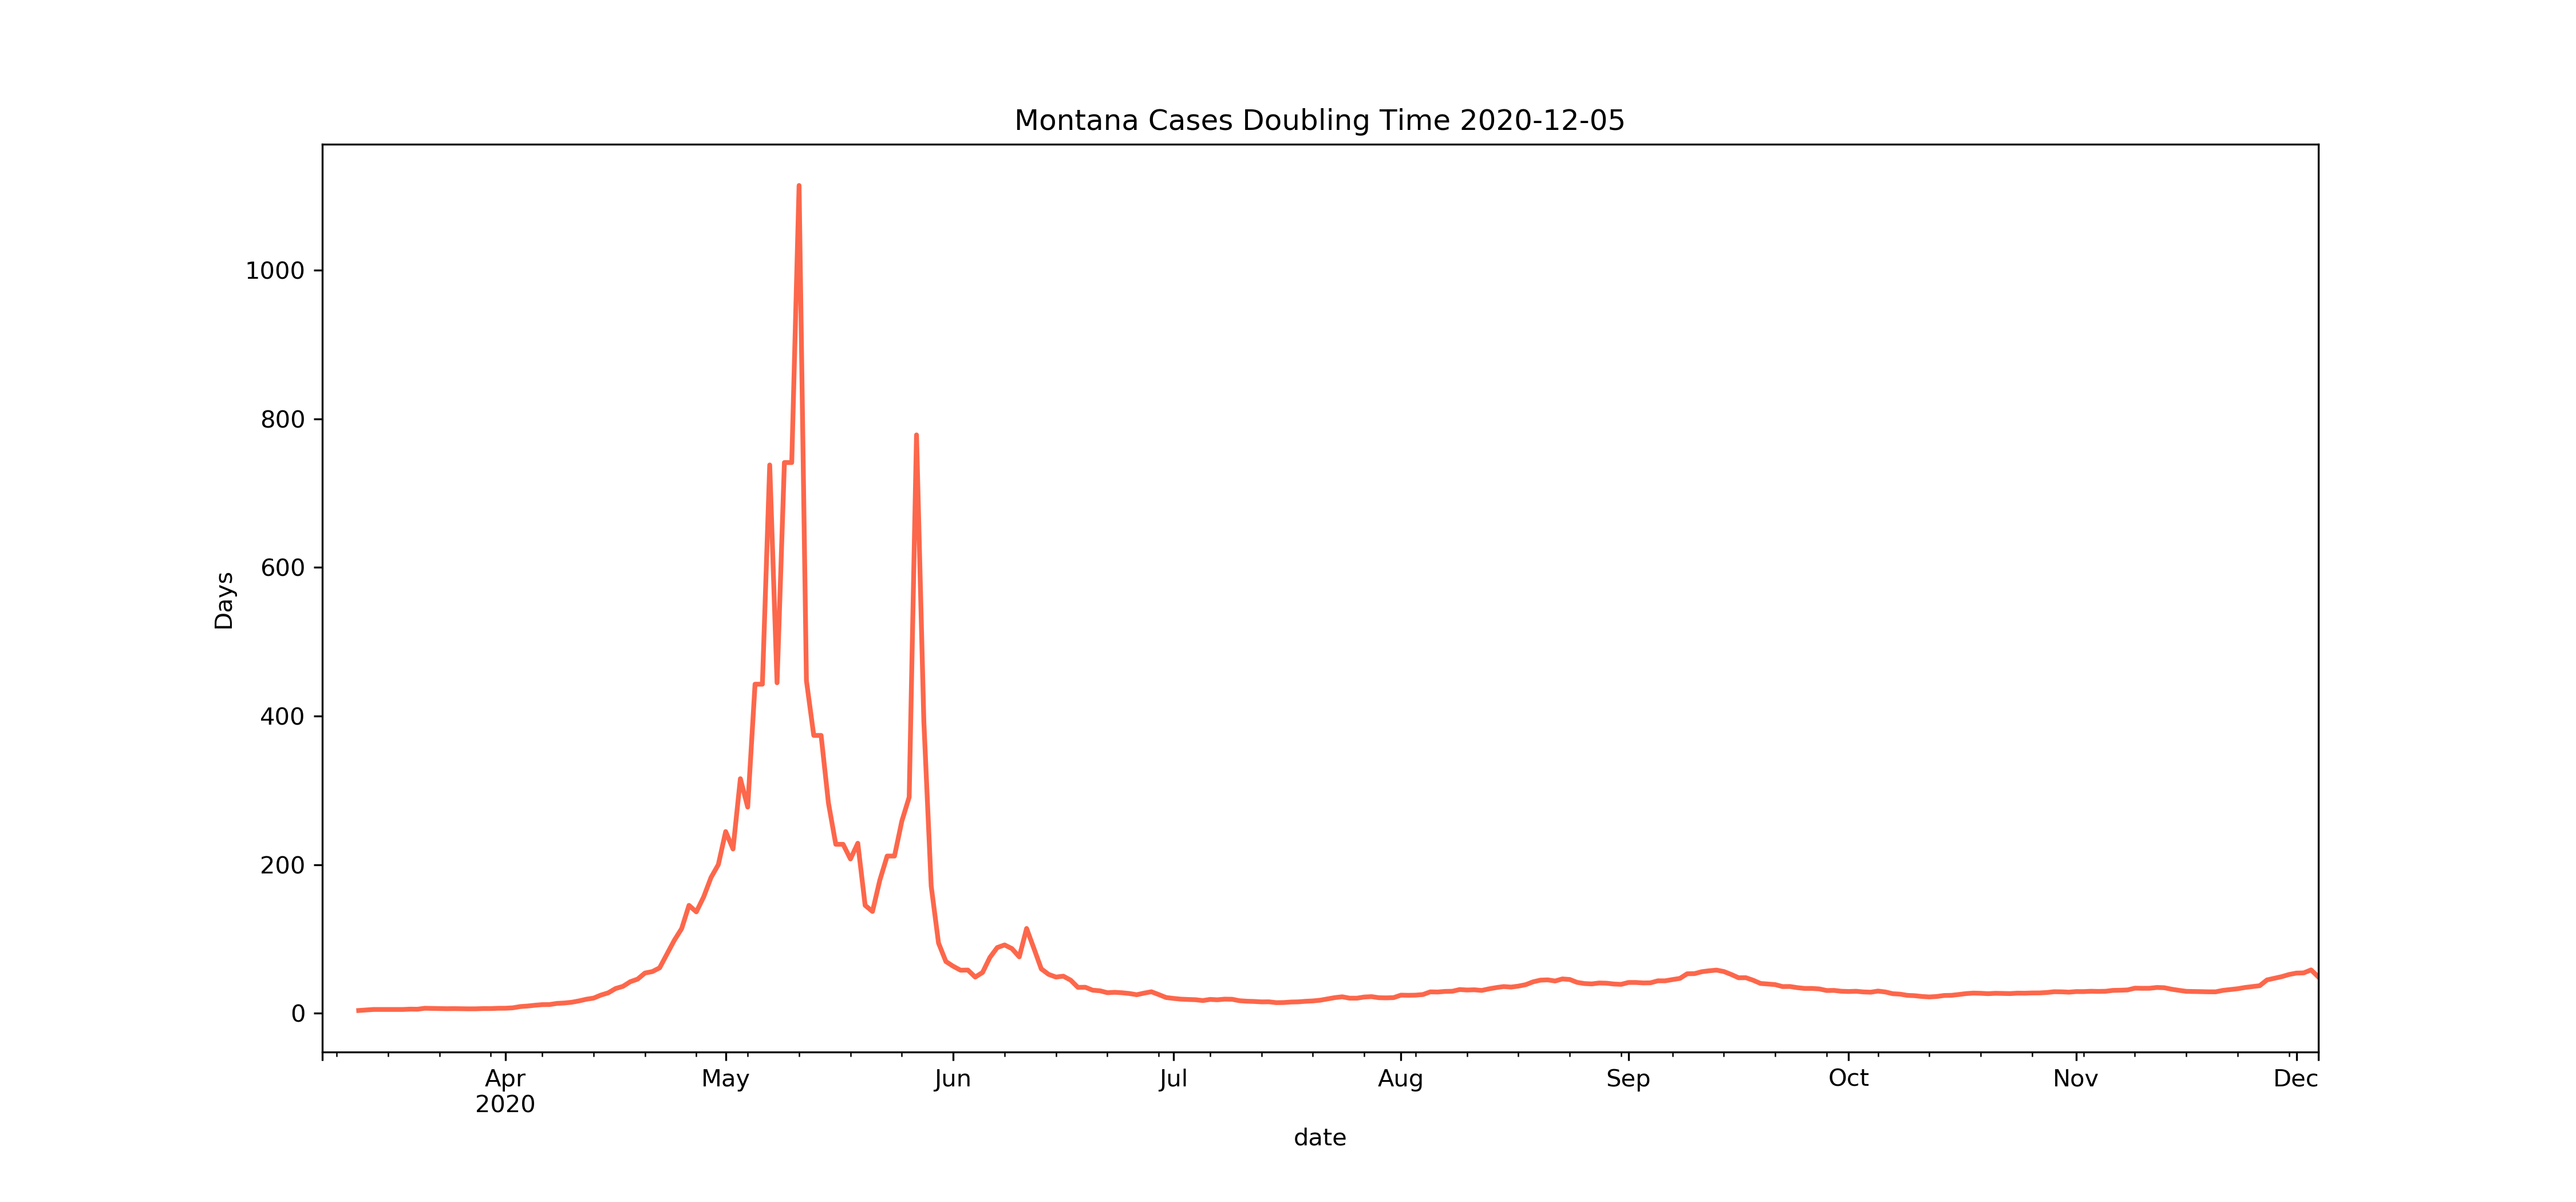 Montana Cases Doubling Time 2020-12-05
Days
1000
800
600
400
200
0
Apr May Jun Jul Aug Sep Oct Nov Dec
2020
date